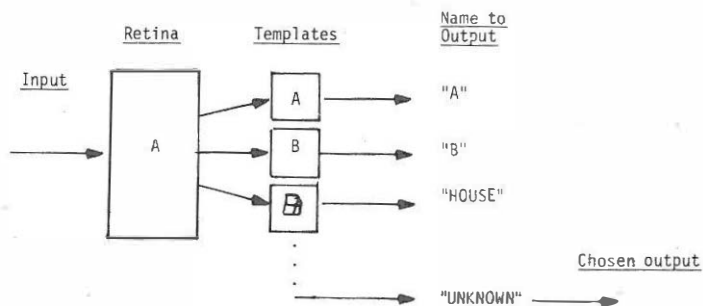 Name to
Retina Templates Output
Input
A "A"
A B "B"
"HOUSE"
Chosen output
"UNKNOWN"